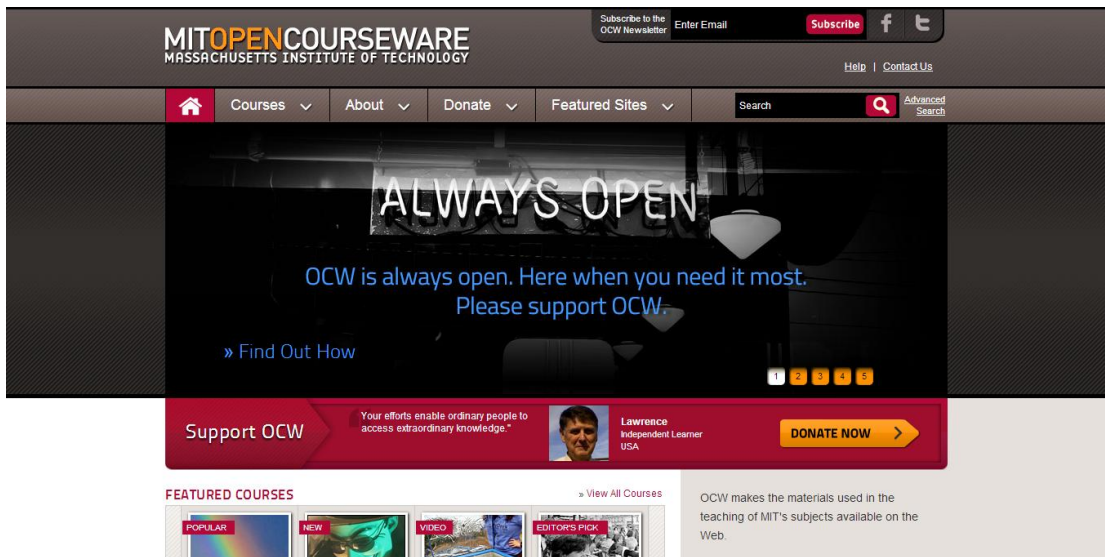 Subscribe to the
OCW Newsletter
Enter Email
Subscribe
MITOPENCOURSEWARE
MASSACHUSETTS INSTITUTE OF TECHNOLOGY
Help | Contact Us
Courses
About
Donate
Featured Sites
Search
Advanced
Search
ALWAYS OPEN
OCW is always open. Here when you need it most.
Please support OCW.
» Find Out How
1 2 3 4 5
Support OCW
Your efforts enable ordinary people to
access extraordinary knowledge."
Lawrence
Independent Learner
USA
DONATE NOW
FEATURED COURSES
» View All Courses
POPULAR
NEW
VIDEO
EDITOR'S PICK
OCW makes the materials used in the
teaching of MIT's subjects available on the
Web.